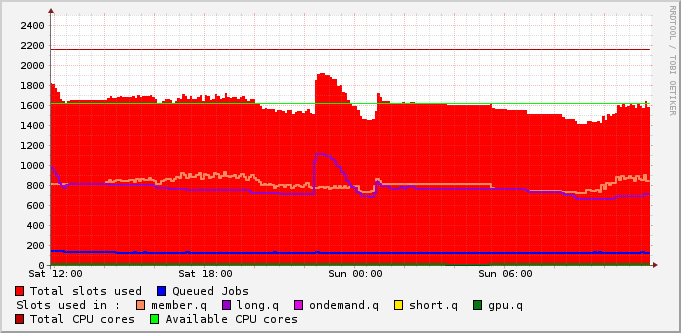 RRDTOOL / TOBI OETIKER
2400
2200
2000
1800
1600
1400
1200
1000
800
600
400
200
0
Sat 12:00 Sat 18:00 Sun 00:00 Sun 06:00
Total slots used Queued Jobs
Slots used in : member.q long.q ondemand.q short.q gpu.q
Total CPU cores Available CPU cores